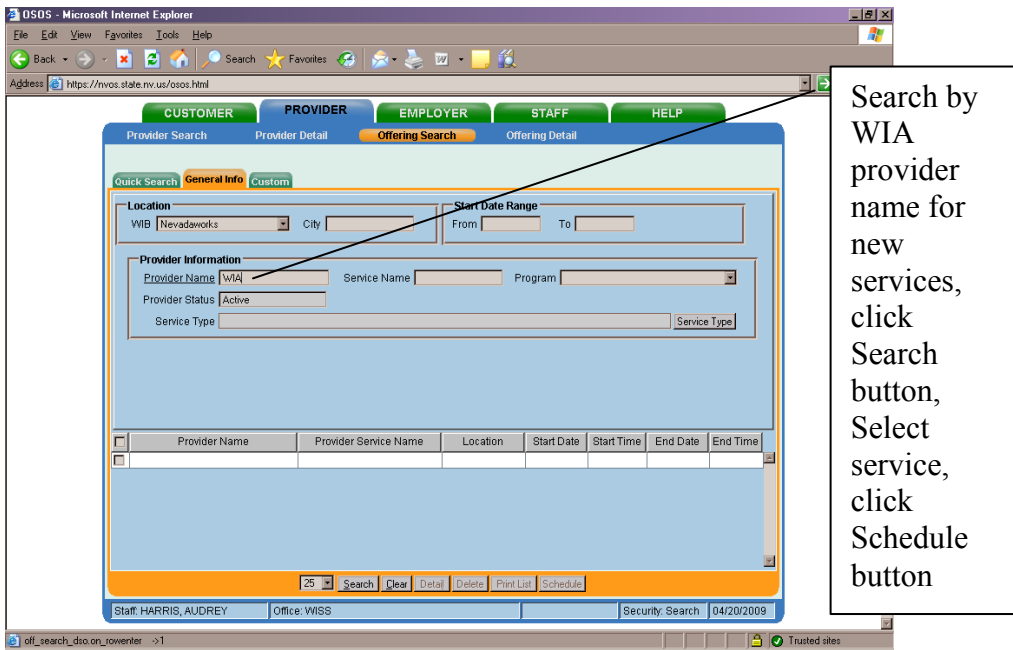 OSOS - Microsoft Internet Explorer
File Edit View Favorites Tools Help
Back Search Favorites
Address https://nvos.state.nv.us/osos.html
CUSTOMER PROVIDER EMPLOYER STAFF HELP
Provider Search Provider Detail Offering Search Offering Detail
Quick Search General Info Custom
Location Start Date Range
WIB Nevadaworks City From To
Provider Information
Provider Name WIA Service Name Program
Provider Status Active
Service Type Service Type
Provider Name Provider Service Name Location Start Date Start Time End Date End Time
25 Search Clear Detail Delete Print List Schedule
Staff: HARRIS, AUDREY Office: WISS Security: Search 04/20/2009
off_search_dso.on_rowenter ->1 Trusted sites
Search by
WIA
provider
name for
new
services,
click
Search
button,
Select
service,
click
Schedule
button